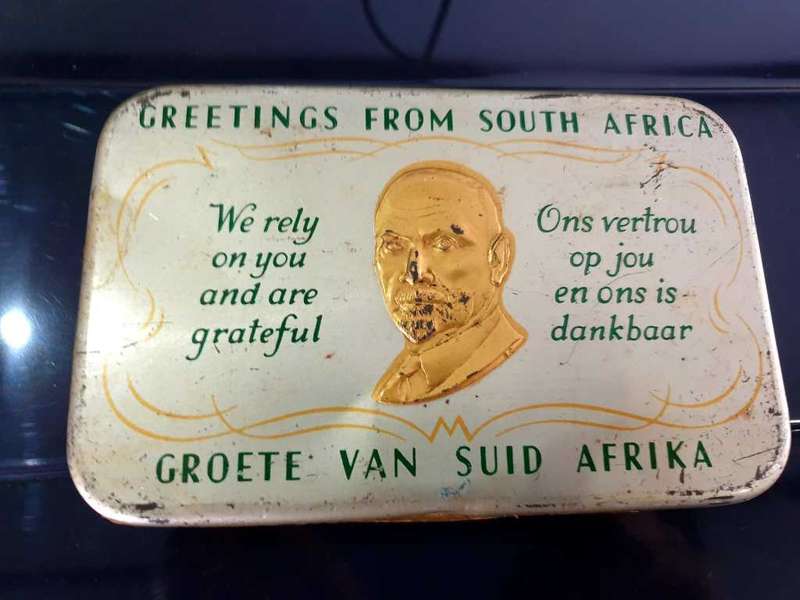 GREETINGS FROM SOUTH AFRICA
We rely
on you
and are
grateful
Ons vertrou
op jou
en ons is
dankbaar
GROETE VAN SUID AFRIKA